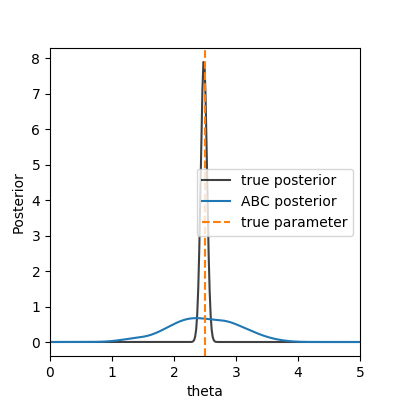 8
7
6
5
4
3
2
1
0
Posterior
true posterior
ABC posterior
true parameter
0 1 2 3 4 5
theta